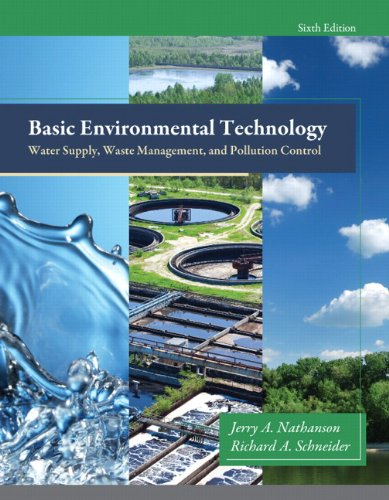 Sixth Edition
Basic Environmental Technology
Water Supply, Waste Management, and Pollution Control
Jerry A. Nathanson
Richard A. Schneider